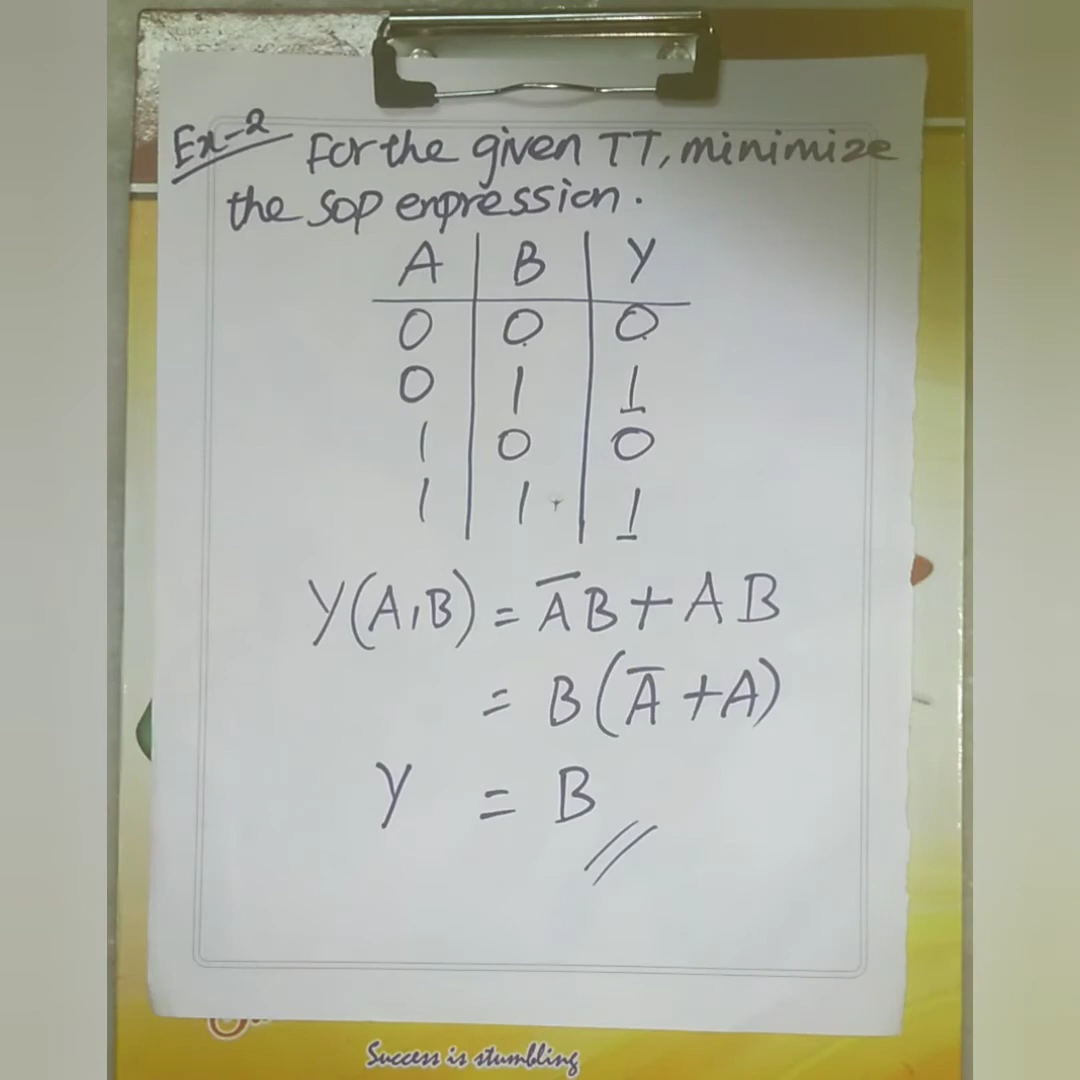 Ex-2 For the given TT, minimize
the SOP expression.
A B Y
0 0 0
0 1 1
1 0 0
1 1 1
Y(A,B) = A̅B + AB
= B(A̅ + A)
Y = B
Success is stumbling